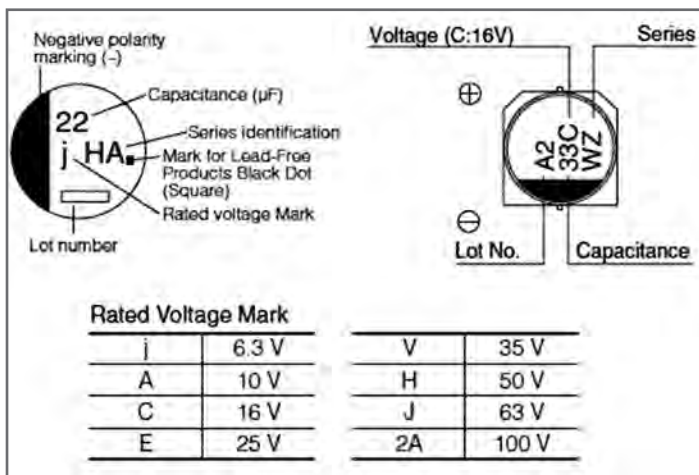 Negative polarity
marking (–)
Capacitance (μF)
22
Series identification
j HA.
Mark for Lead-Free
Products Black Dot
(Square)
Rated voltage Mark
Lot number
Voltage (C:16V)
Series
⊕
A2
33C
WZ
⊖
Lot No.
Capacitance
Rated Voltage Mark
j 6.3 V V 35 V
A 10 V H 50 V
C 16 V J 63 V
E 25 V 2A 100 V